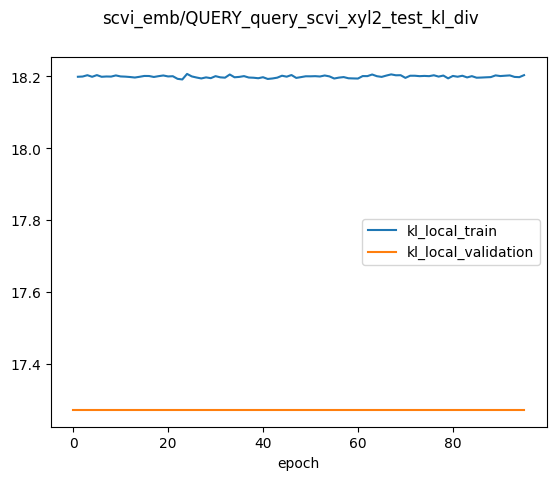 scvi_emb/QUERY_query_scvi_xyl2_test_kl_div
18.2
18.0
17.8
17.6
17.4
kl_local_train
kl_local_validation
0
20
40
60
80
epoch